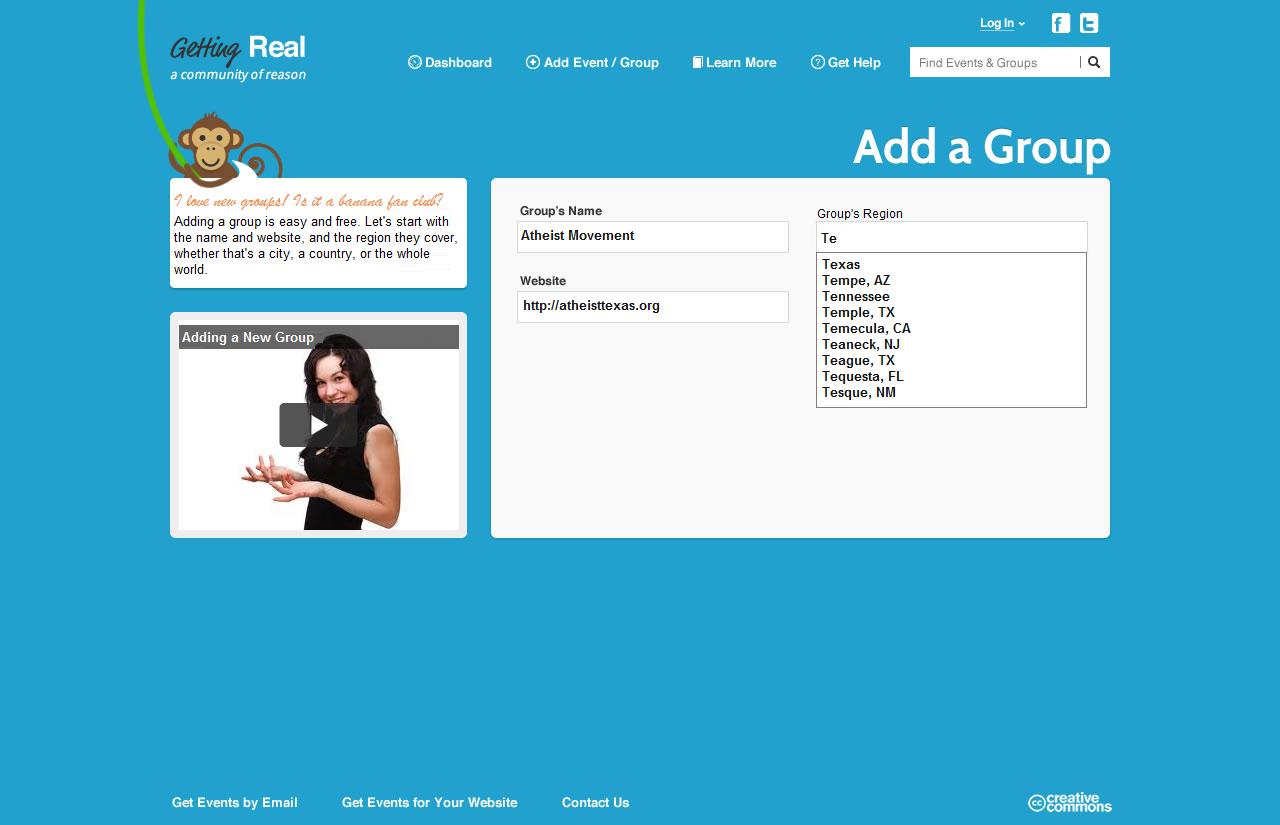 Log In
Getting Real
a community of reason
Dashboard
Add Event / Group
Learn More
Get Help
Find Events & Groups
Add a Group
I love new groups! Is it a banana fan club?
Adding a group is easy and free. Let's start with
the name and website, and the region they cover,
whether that's a city, a country, or the whole
world.
Adding a New Group
Group's Name
Atheist Movement
Website
http://atheisttexas.org
Group's Region
Te
Texas
Tempe, AZ
Tennessee
Temple, TX
Temecula, CA
Teaneck, NJ
Teague, TX
Tequesta, FL
Tesque, NM
Get Events by Email
Get Events for Your Website
Contact Us
cc creative
commons